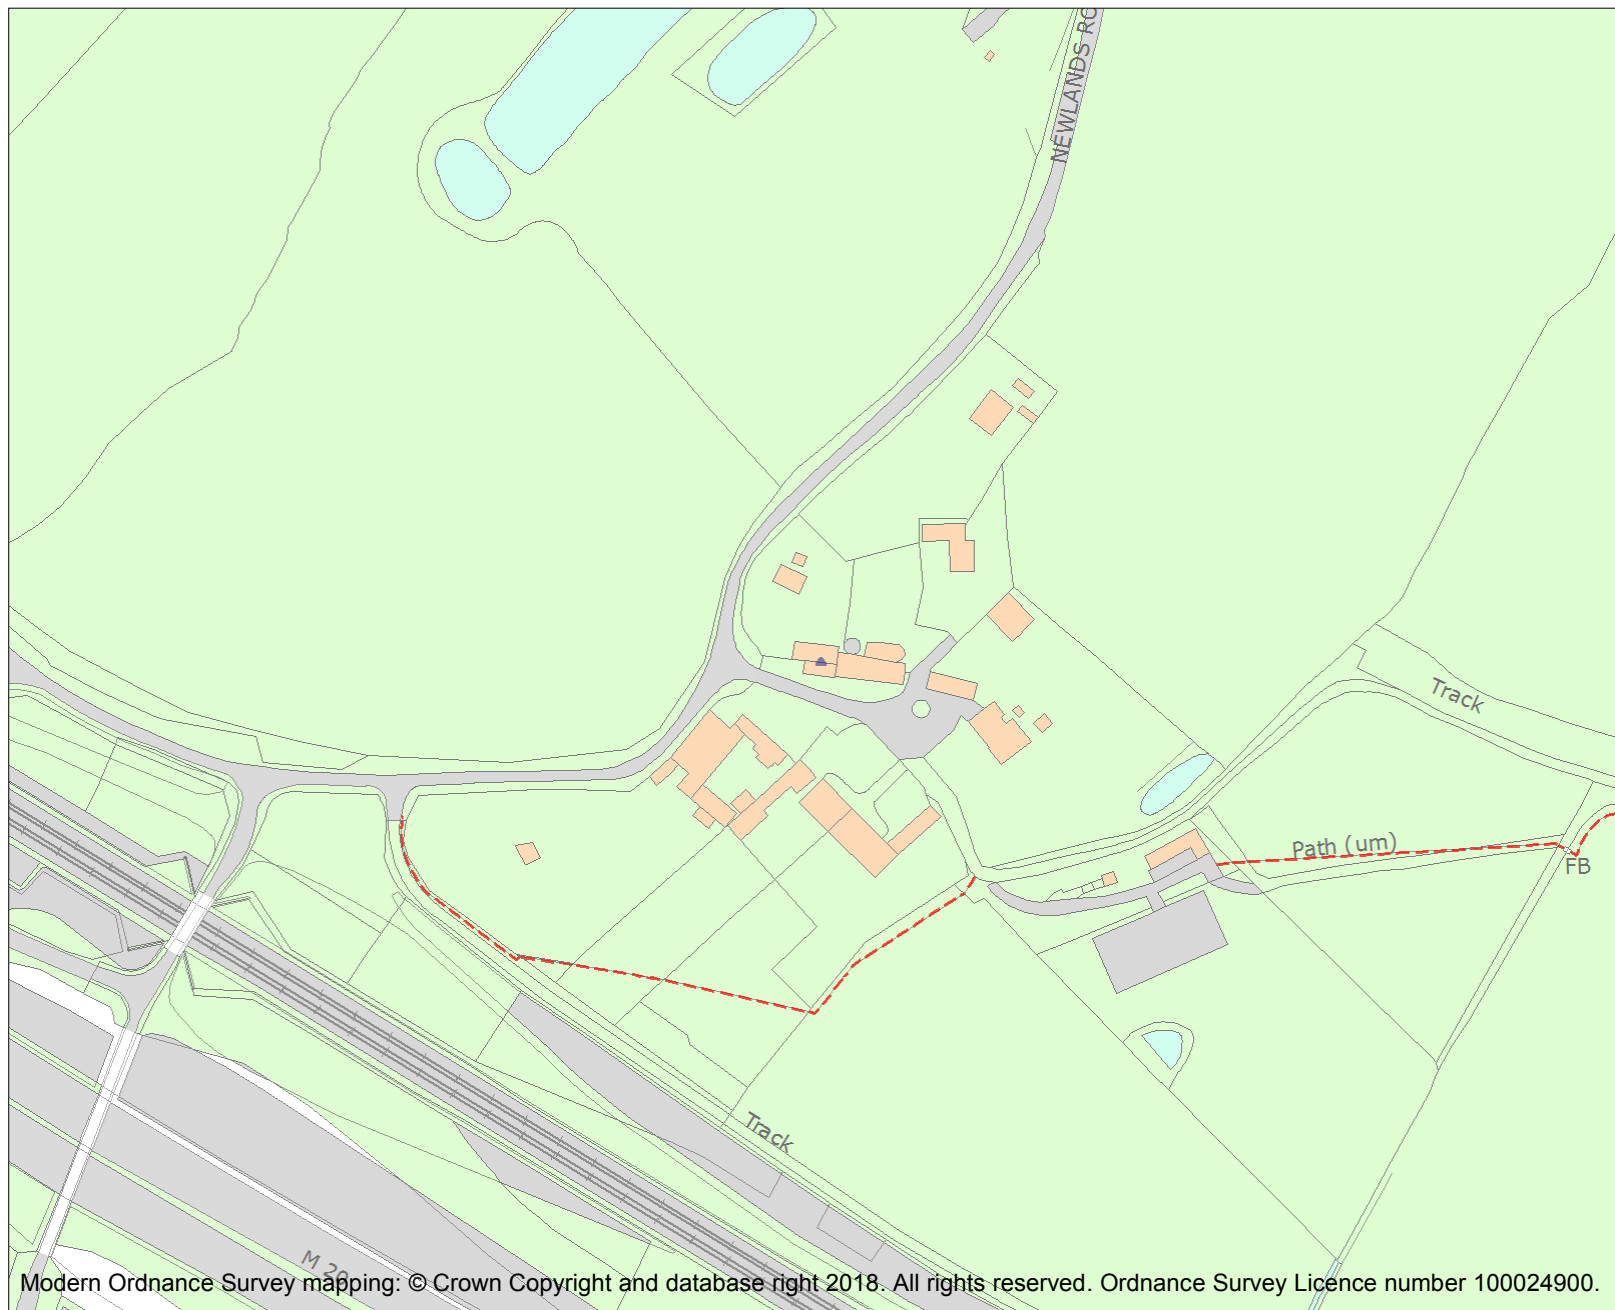 NEWLANDS RO
Track
Path (um)
FB
Track
M 20
Modern Ordnance Survey mapping: © Crown Copyright and database right 2018. All rights reserved. Ordnance Survey Licence number 100024900.